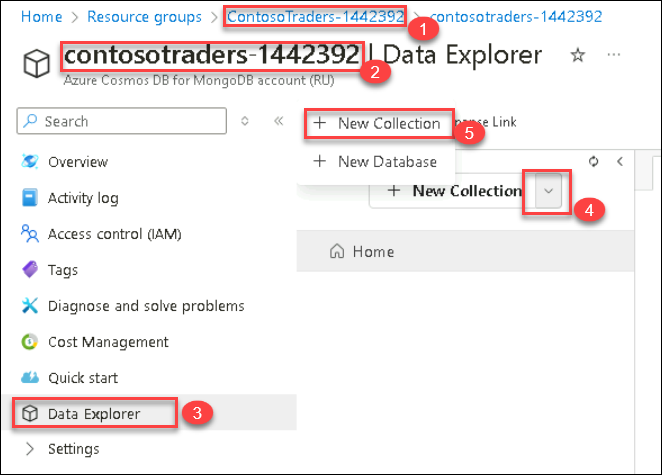 Home > Resource groups > ContosoTraders-1442392 > contosotraders-1442392
1
contosotraders-1442392 | Data Explorer
2
Azure Cosmos DB for MongoDB account (RU)
Search
+ New Collection
5
Link
Overview
+ New Database
Activity log
+ New Collection
4
Access control (IAM)
Tags
Home
Diagnose and solve problems
Cost Management
Quick start
Data Explorer
3
Settings